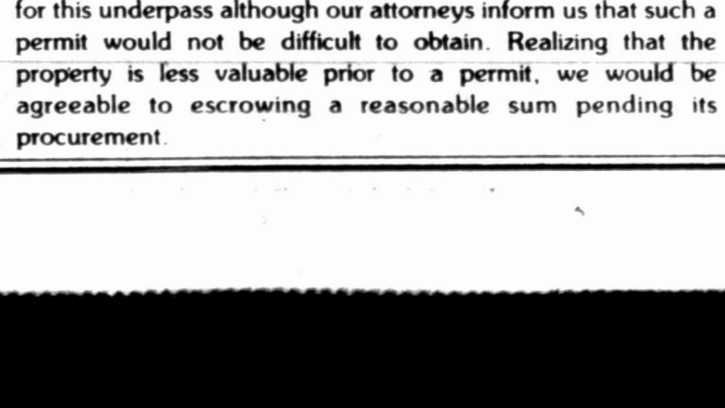 for this underpass although our attorneys inform us that such a
permit would not be difficult to obtain. Realizing that the
property is less valuable prior to a permit, we would be
agreeable to escrowing a reasonable sum pending its
procurement.